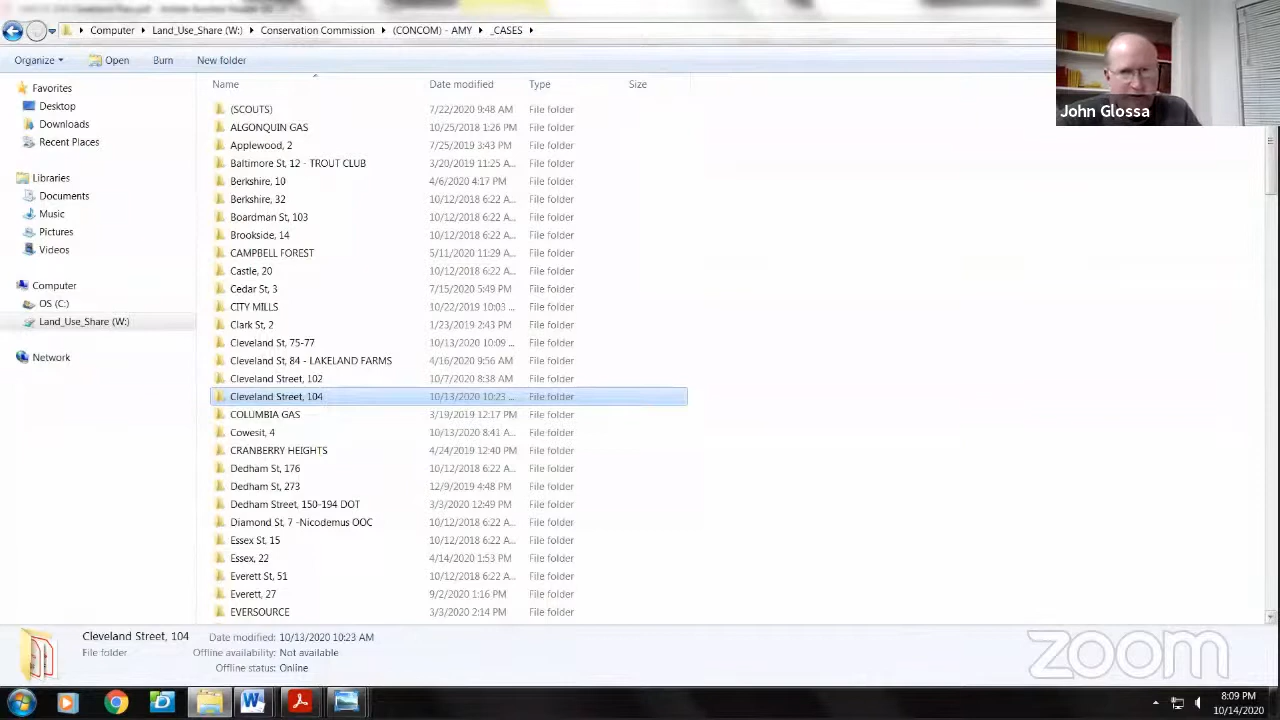 Computer Land_Use_Share (W:) Conservation Commission (CONCOM) - AMY _CASES
Organize Open Burn New folder
Name Date modified Type Size
Favorites
Desktop
Downloads
Recent Places
Libraries
Documents
Music
Pictures
Videos
Computer
OS (C:)
Land_Use_Share (W:)
Network
(SCOUTS) 7/22/2020 9:48 AM File folder
ALGONQUIN GAS 10/25/2018 1:26 PM File folder
Applewood, 2 7/25/2019 3:43 PM File folder
Baltimore St, 12 - TROUT CLUB 3/20/2019 11:25 A... File folder
Berkshire, 10 4/6/2020 4:17 PM File folder
Berkshire, 32 10/12/2018 6:22 A... File folder
Boardman St, 103 10/12/2018 6:22 A... File folder
Brookside, 14 10/12/2018 6:22 A... File folder
CAMPBELL FOREST 5/11/2020 11:29 A... File folder
Castle, 20 10/12/2018 6:22 A... File folder
Cedar St, 3 7/15/2020 5:49 PM File folder
CITY MILLS 10/22/2019 10:03 ... File folder
Clark St, 2 1/23/2019 2:43 PM File folder
Cleveland St, 75-77 10/13/2020 10:09 ... File folder
Cleveland St, 84 - LAKELAND FARMS 4/16/2020 9:56 AM File folder
Cleveland Street, 102 10/7/2020 8:38 AM File folder
Cleveland Street, 104 10/13/2020 10:23 ... File folder
COLUMBIA GAS 3/19/2019 12:17 PM File folder
Cowesit, 4 10/13/2020 8:41 A... File folder
CRANBERRY HEIGHTS 4/24/2019 12:40 PM File folder
Dedham St, 176 10/12/2018 6:22 A... File folder
Dedham St, 273 12/9/2019 4:48 PM File folder
Dedham Street, 150-194 DOT 3/3/2020 12:49 PM File folder
Diamond St, 7 -Nicodemus OOC 10/12/2018 6:22 A... File folder
Essex St, 15 10/12/2018 6:22 A... File folder
Essex, 22 4/14/2020 1:53 PM File folder
Everett St, 51 10/12/2018 6:22 A... File folder
Everett, 27 9/2/2020 1:16 PM File folder
EVERSOURCE 3/3/2020 2:14 PM File folder
John Glossa
Cleveland Street, 104 Date modified: 10/13/2020 10:23 AM
File folder Offline availability: Not available
Offline status: Online
zoom
8:09 PM
10/14/2020